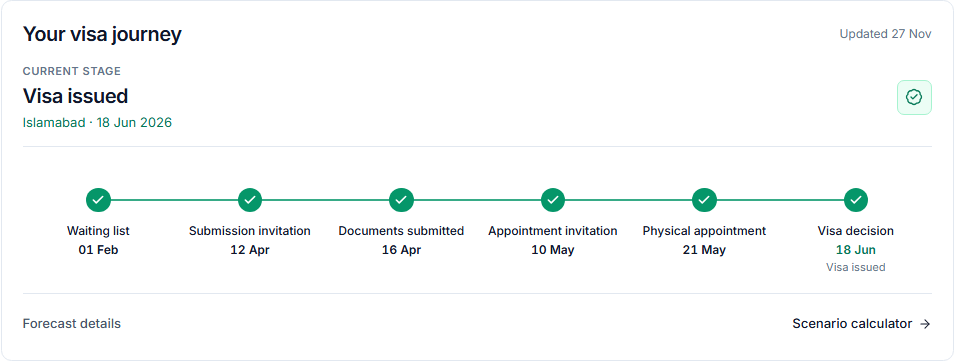 Your visa journey
Updated 27 Nov
CURRENT STAGE
Visa issued
Islamabad · 18 Jun 2026
Waiting list
01 Feb
Submission invitation
12 Apr
Documents submitted
16 Apr
Appointment invitation
10 May
Physical appointment
21 May
Visa decision
18 Jun
Visa issued
Forecast details
Scenario calculator →